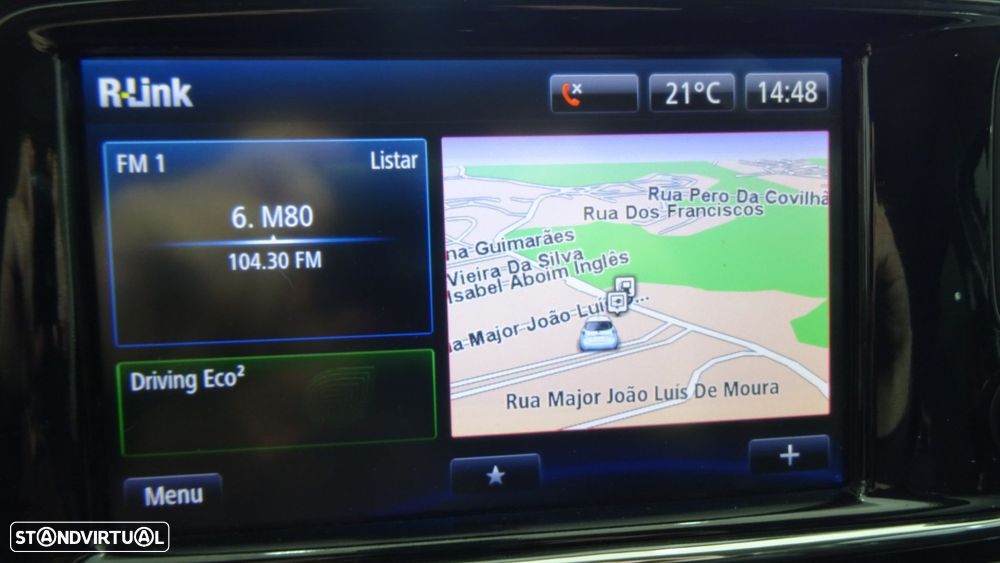 R-Link
21°C
14:48
FM 1
Listar
6. M80
104.30 FM
Driving Eco²
Menu
Rua Pero Da Covilhã
Rua Dos Franciscos
na Guimarães
Vieira Da Silva
Isabel Aboim Inglês
a Major João Luís...
Rua Major João Luís De Moura
STANDVIRTUAL